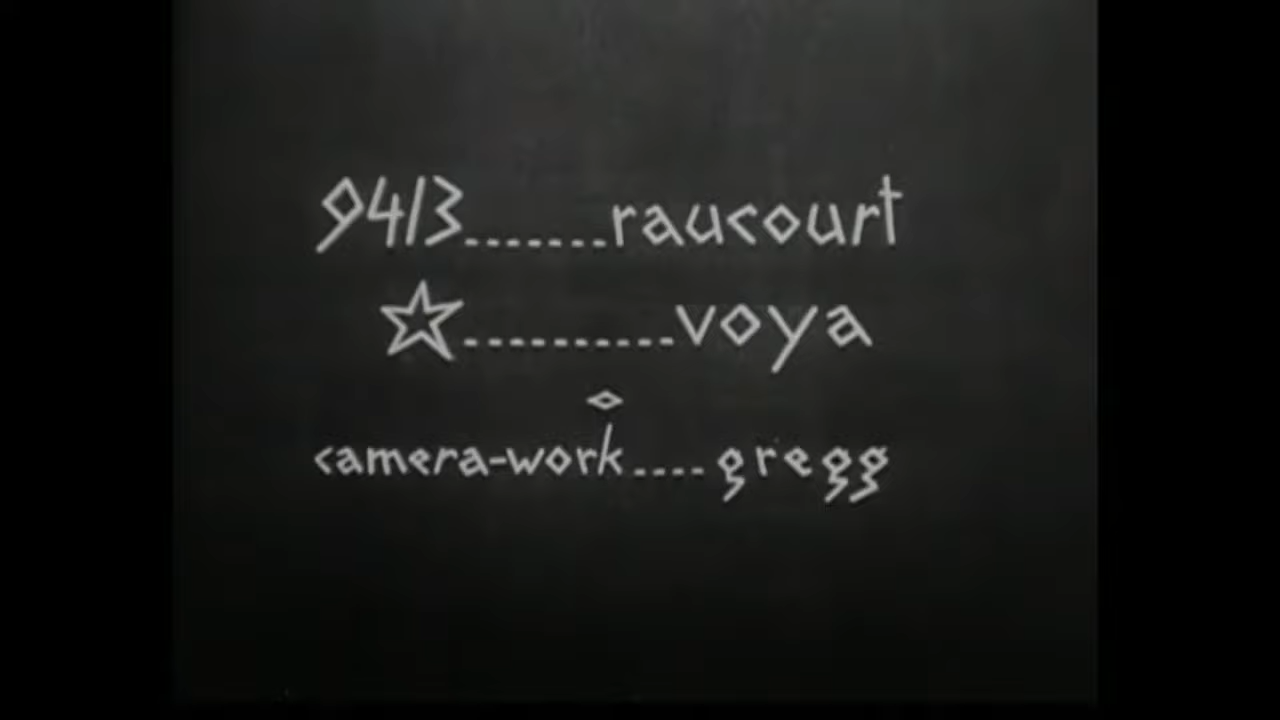 9413.......raucourt
☆..........voya
camera-work....gregg